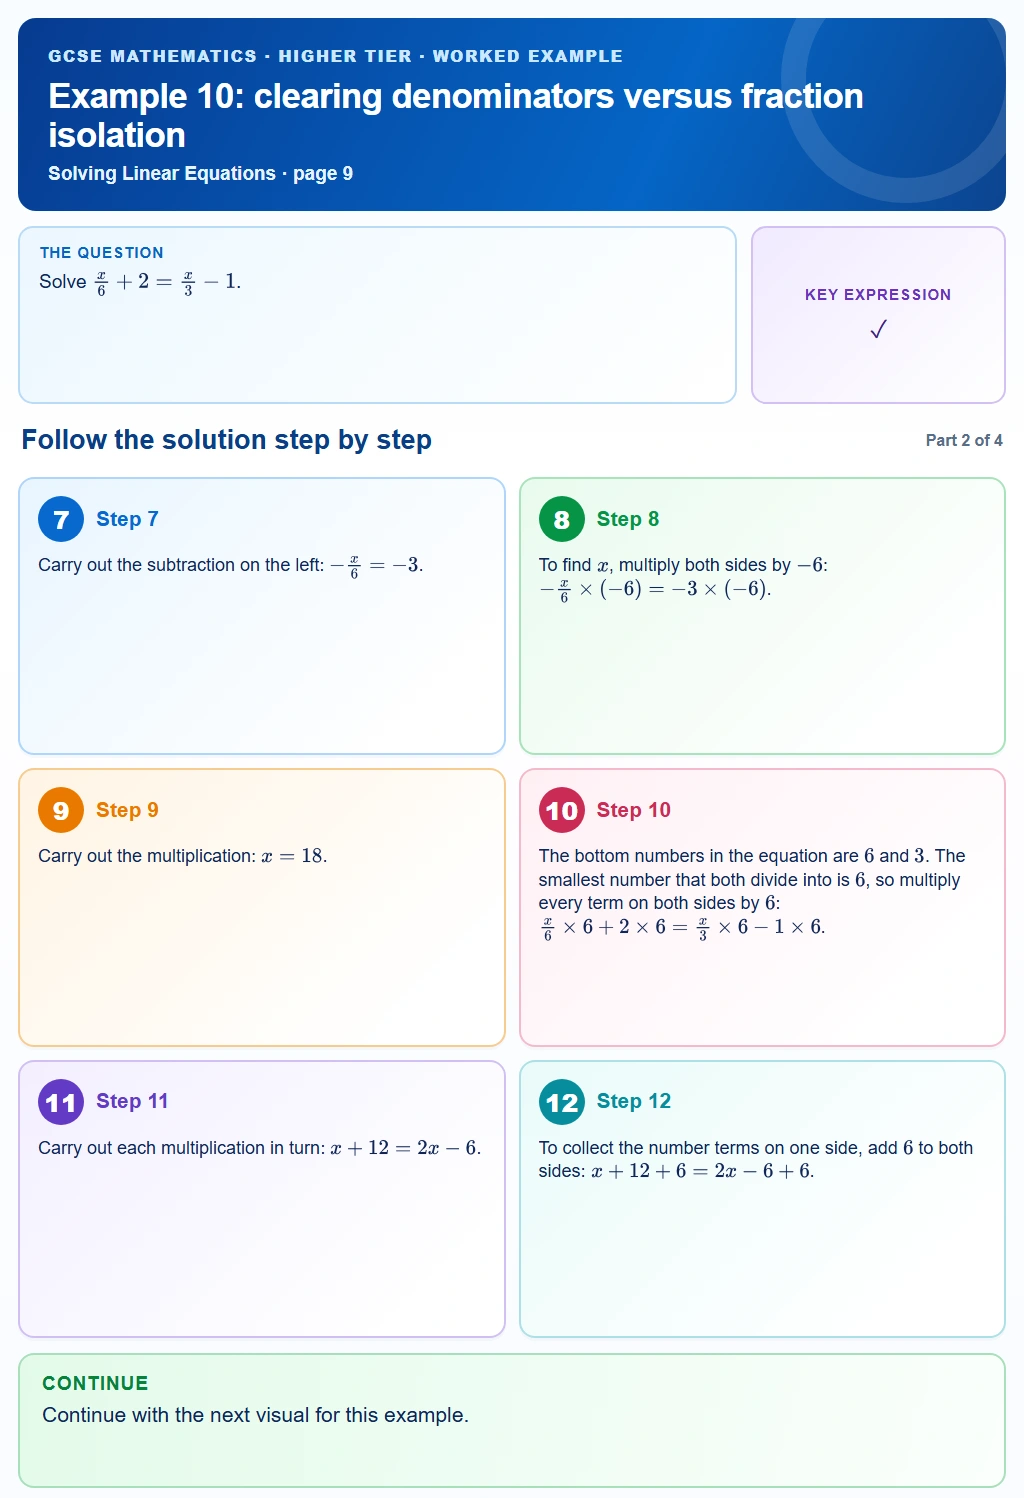 GCSE MATHEMATICS · HIGHER TIER · WORKED EXAMPLE
Example 10: clearing denominators versus fraction
isolation
Solving Linear Equations · page 9
THE QUESTION
Solve x/6 + 2 = x/3 − 1.
KEY EXPRESSION
✓
Follow the solution step by step
Part 2 of 4
7 Step 7
Carry out the subtraction on the left: −x/6 = −3.
8 Step 8
To find x, multiply both sides by −6:
−x/6 × (−6) = −3 × (−6).
9 Step 9
Carry out the multiplication: x = 18.
10 Step 10
The bottom numbers in the equation are 6 and 3. The
smallest number that both divide into is 6, so multiply
every term on both sides by 6:
x/6 × 6 + 2 × 6 = x/3 × 6 − 1 × 6.
11 Step 11
Carry out each multiplication in turn: x + 12 = 2x − 6.
12 Step 12
To collect the number terms on one side, add 6 to both
sides: x + 12 + 6 = 2x − 6 + 6.
CONTINUE
Continue with the next visual for this example.